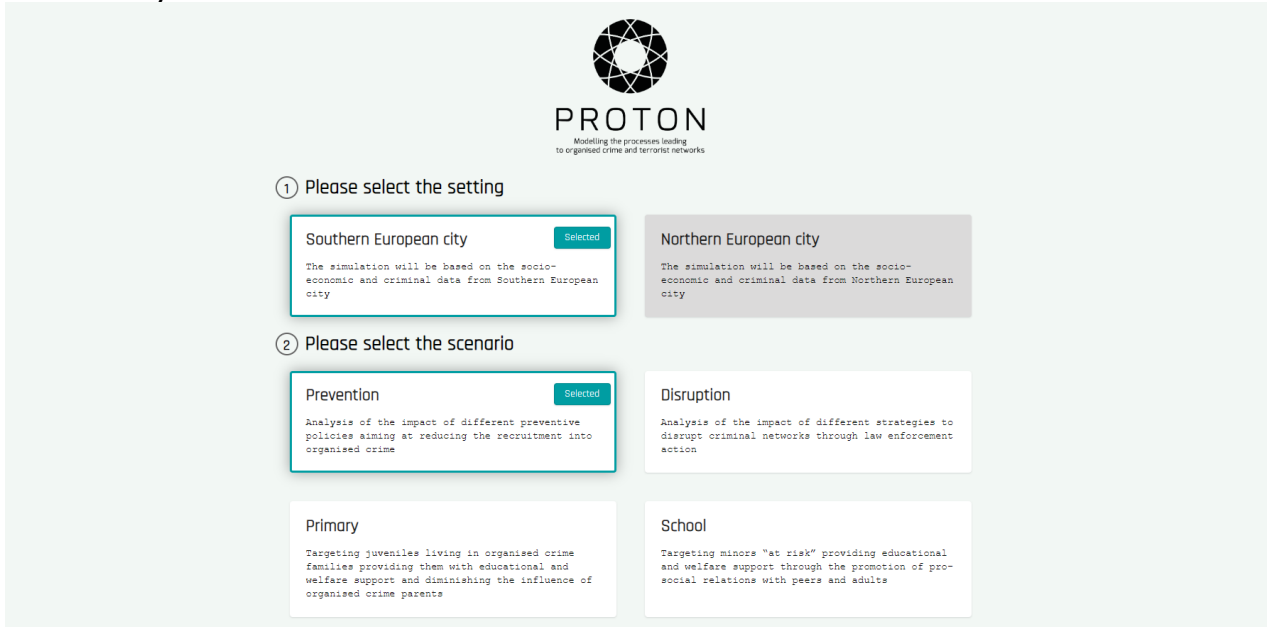 PROTON
Modelling the processes leading
to organised crime and terrorist networks
1 Please select the setting
Southern European city
Selected
The simulation will be based on the socio-
economic and criminal data from Southern European
city
Northern European city
The simulation will be based on the socio-
economic and criminal data from Northern European
city
2 Please select the scenario
Prevention
Selected
Analysis of the impact of different preventive
policies aiming at reducing the recruitment into
organised crime
Disruption
Analysis of the impact of different strategies to
disrupt criminal networks through law enforcement
action
Primary
Targeting juveniles living in organised crime
families providing them with educational and
welfare support and diminishing the influence of
organised crime parents
School
Targeting minors "at risk" providing educational
and welfare support through the promotion of pro-
social relations with peers and adults